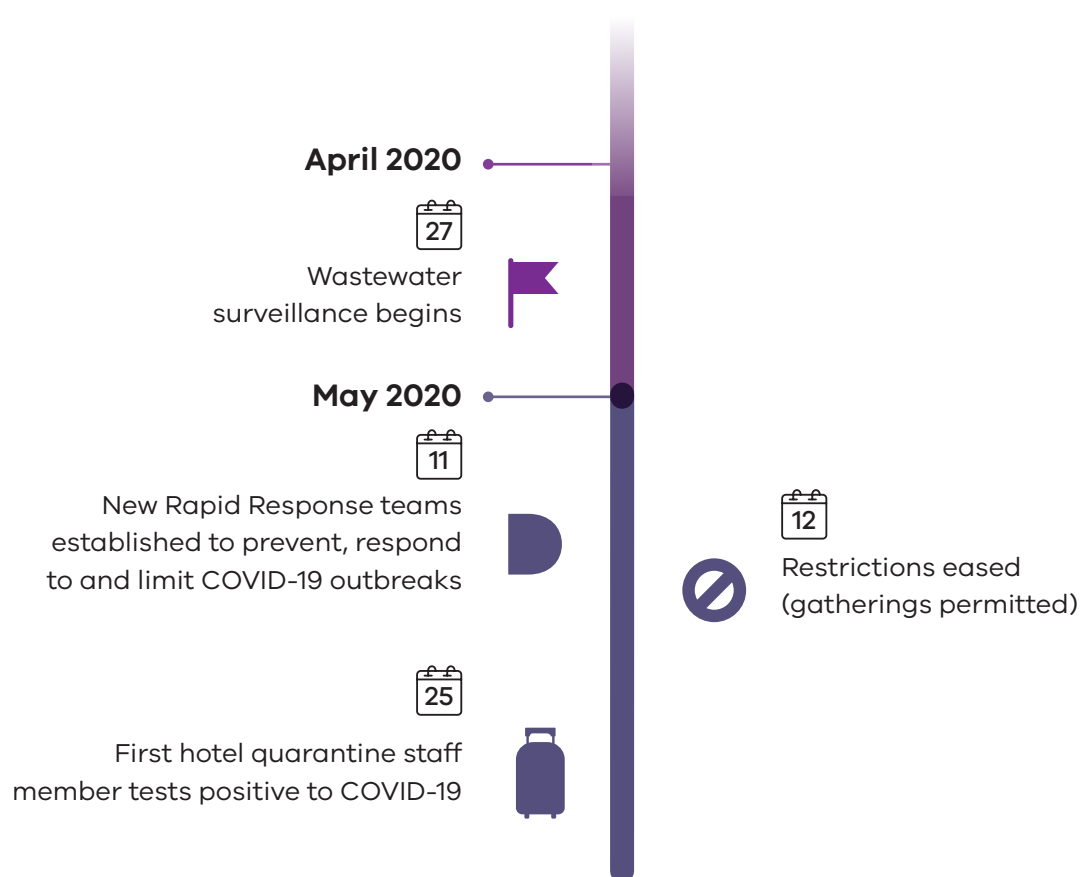 April 2020
27
Wastewater
surveillance begins
May 2020
11
New Rapid Response teams
established to prevent, respond
to and limit COVID-19 outbreaks
12
Restrictions eased
(gatherings permitted)
25
First hotel quarantine staff
member tests positive to COVID-19